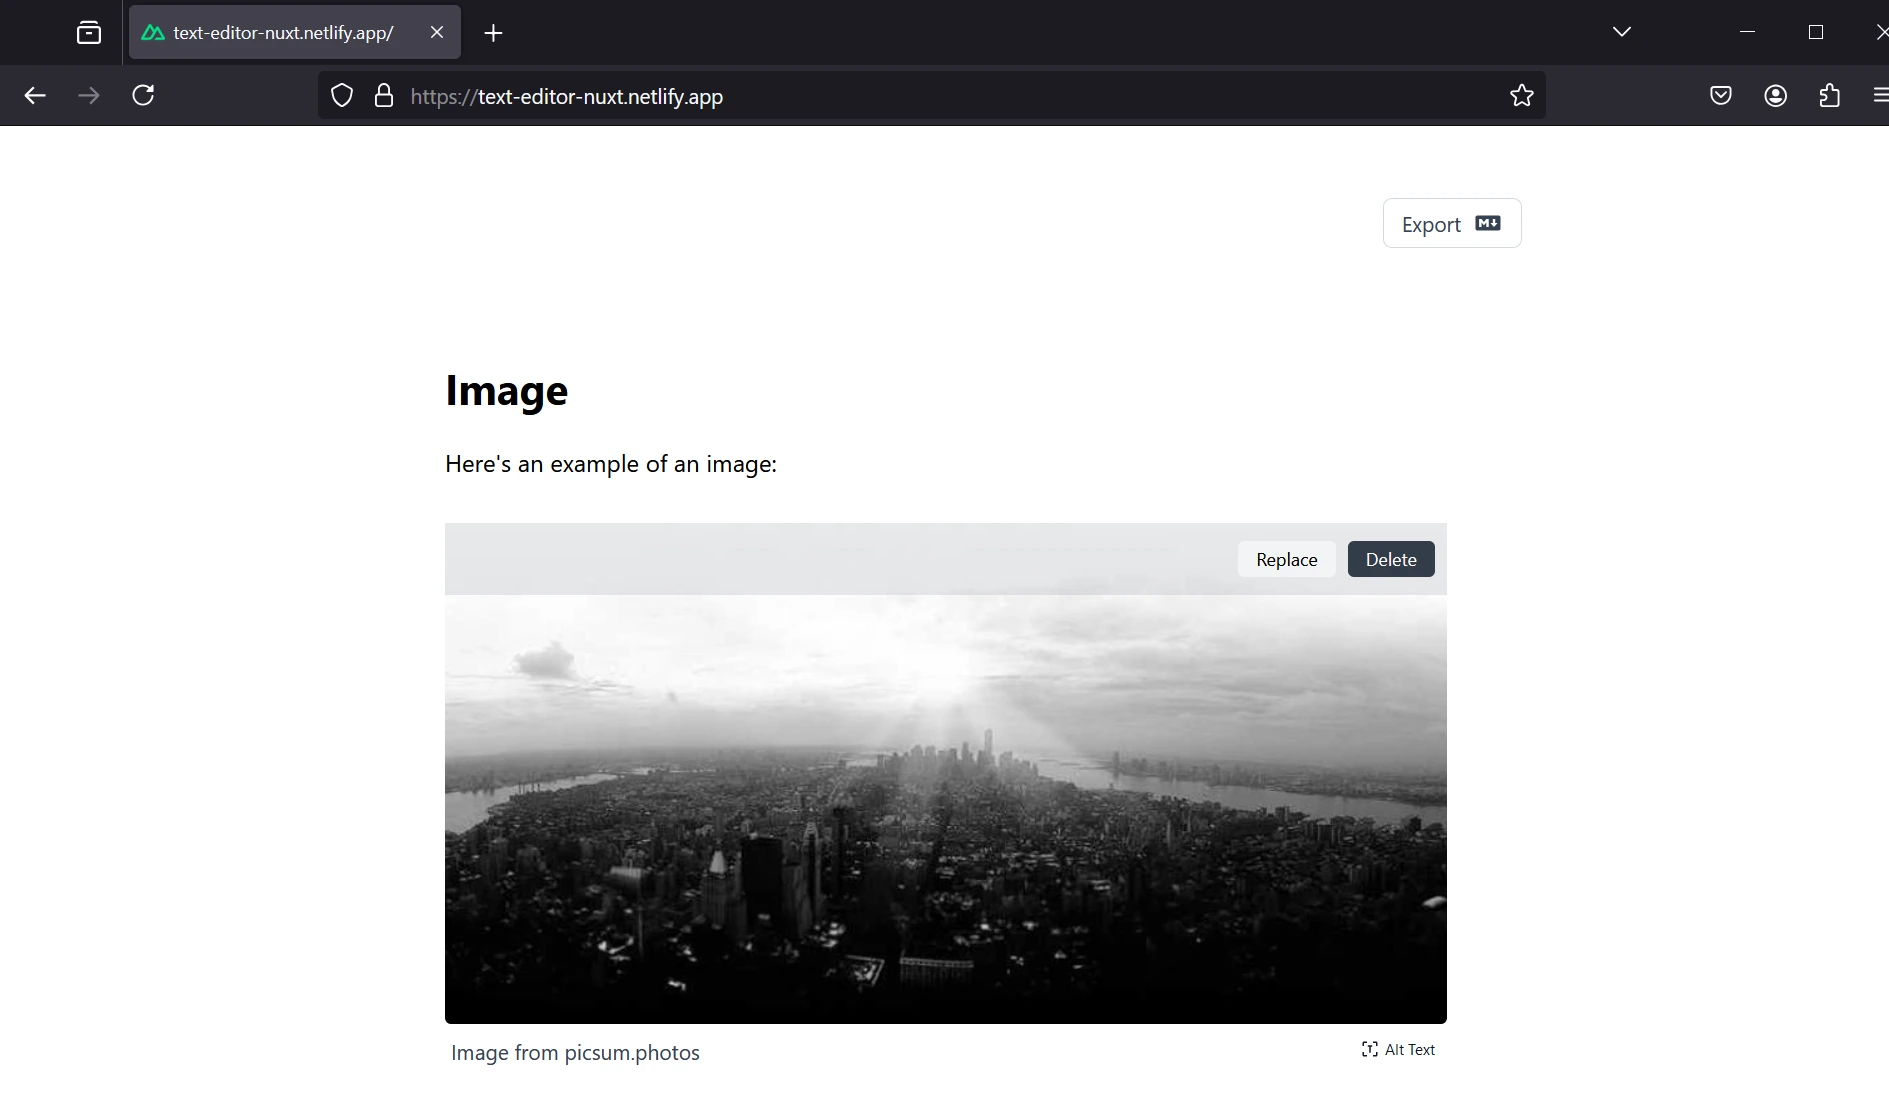 text-editor-nuxt.netlify.app/
https://text-editor-nuxt.netlify.app
Export M
Image
Here's an example of an image:
Replace Delete
Image from picsum.photos
T Alt Text